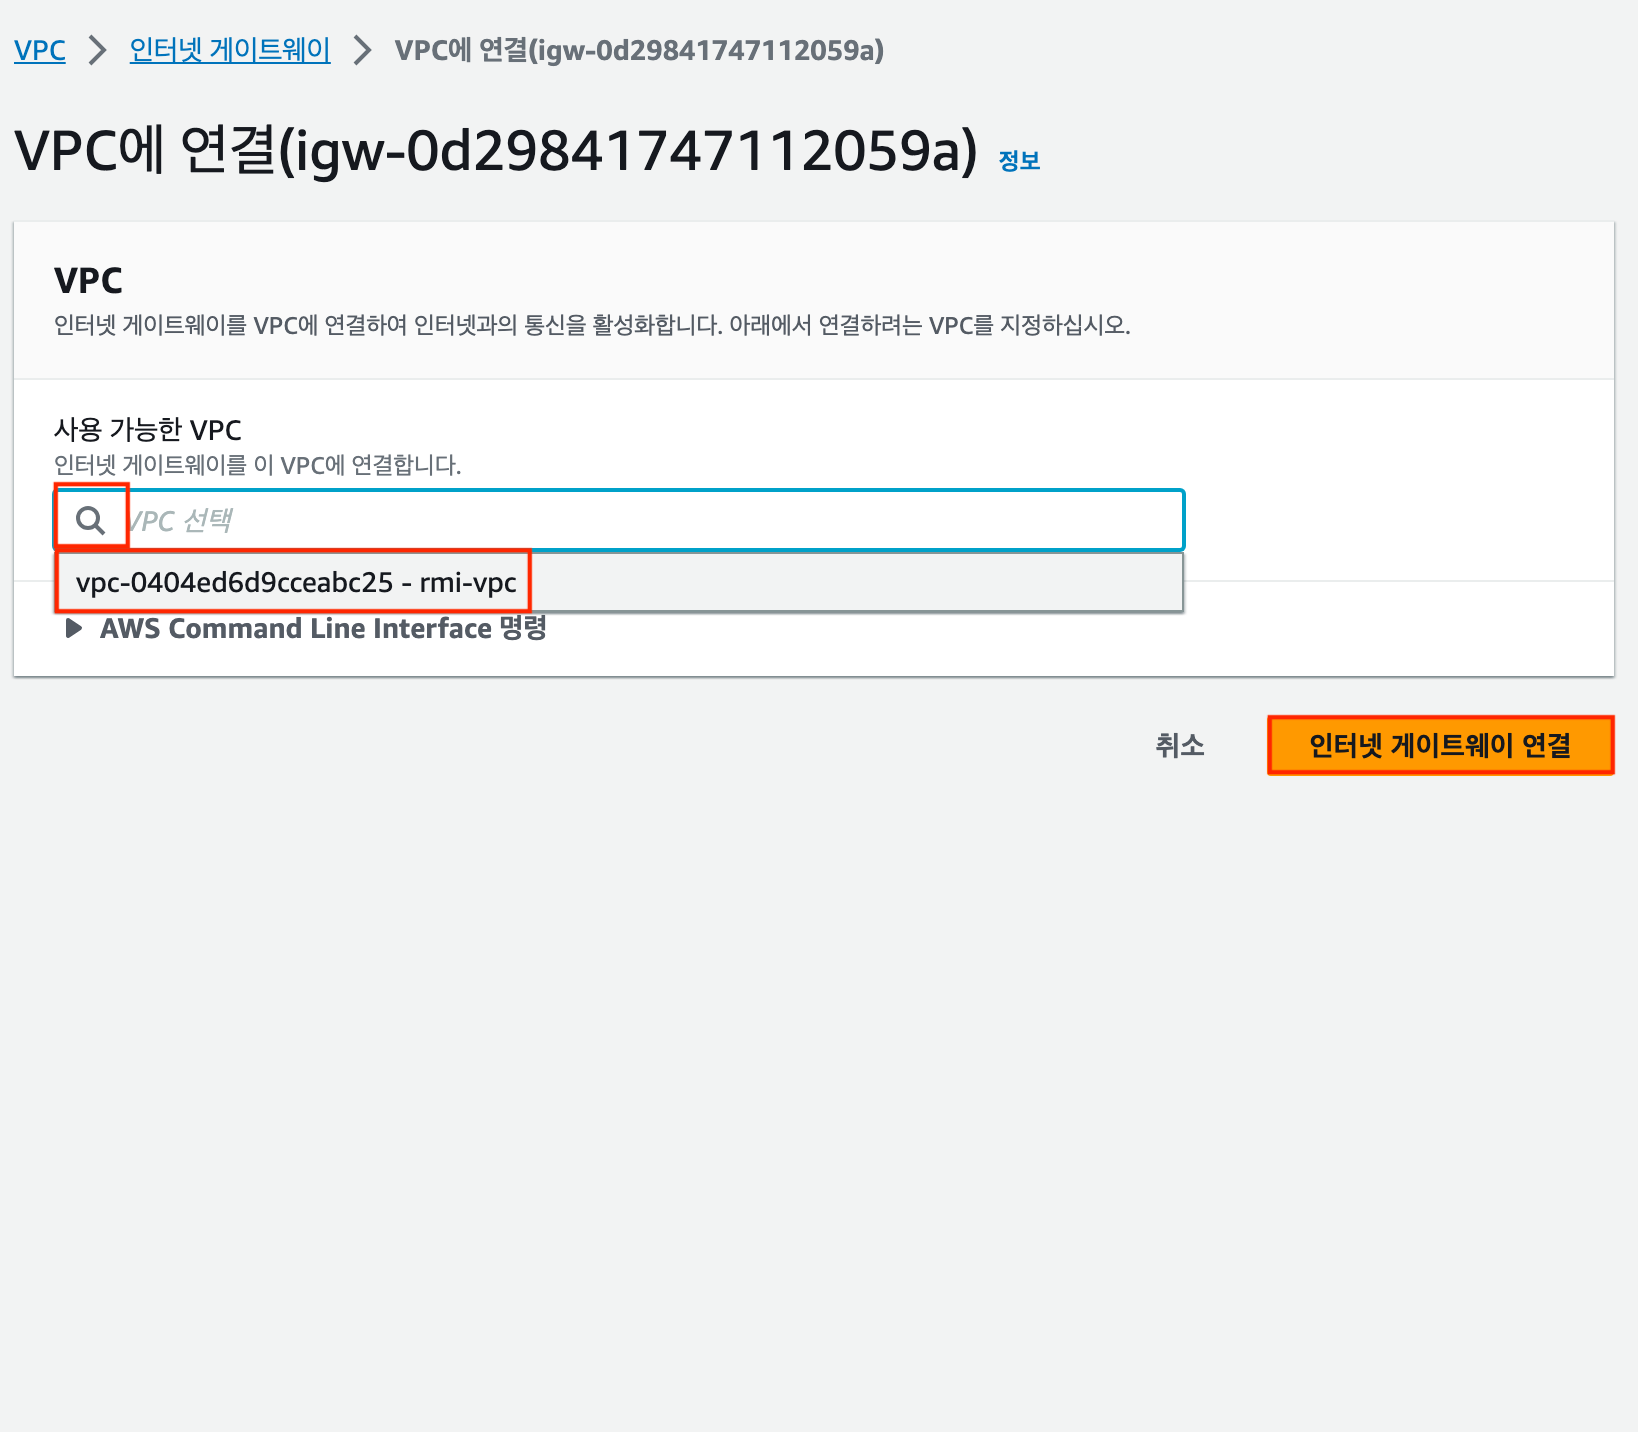 VPC 인터넷 게이트웨이 VPC에 연결(igw-0d29841747112059a)
VPC에 연결(igw-0d29841747112059a) 정보
VPC
인터넷 게이트웨이를 VPC에 연결하여 인터넷과의 통신을 활성화합니다. 아래에서 연결하려는 VPC를 지정하십시오.
사용 가능한 VPC
인터넷 게이트웨이를 이 VPC에 연결합니다.
VPC 선택
vpc-0404ed6d9cceabc25 - rmi-vpc
AWS Command Line Interface 명령
취소 인터넷 게이트웨이 연결